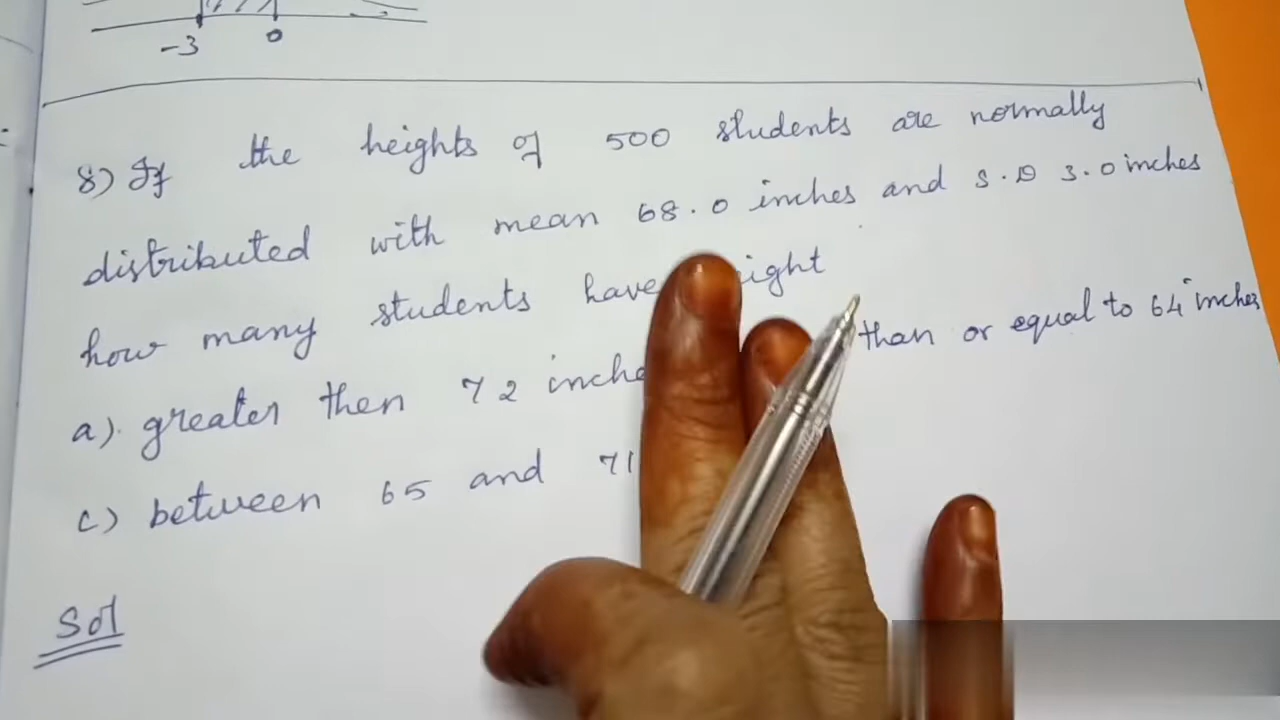 -3 0
8) If the heights of 500 students are normally
distributed with mean 68.0 inches and S.D 3.0 inches
how many students have
a). greater then 72 than or equal to 64 inches
c) between 65 and 71
Sol